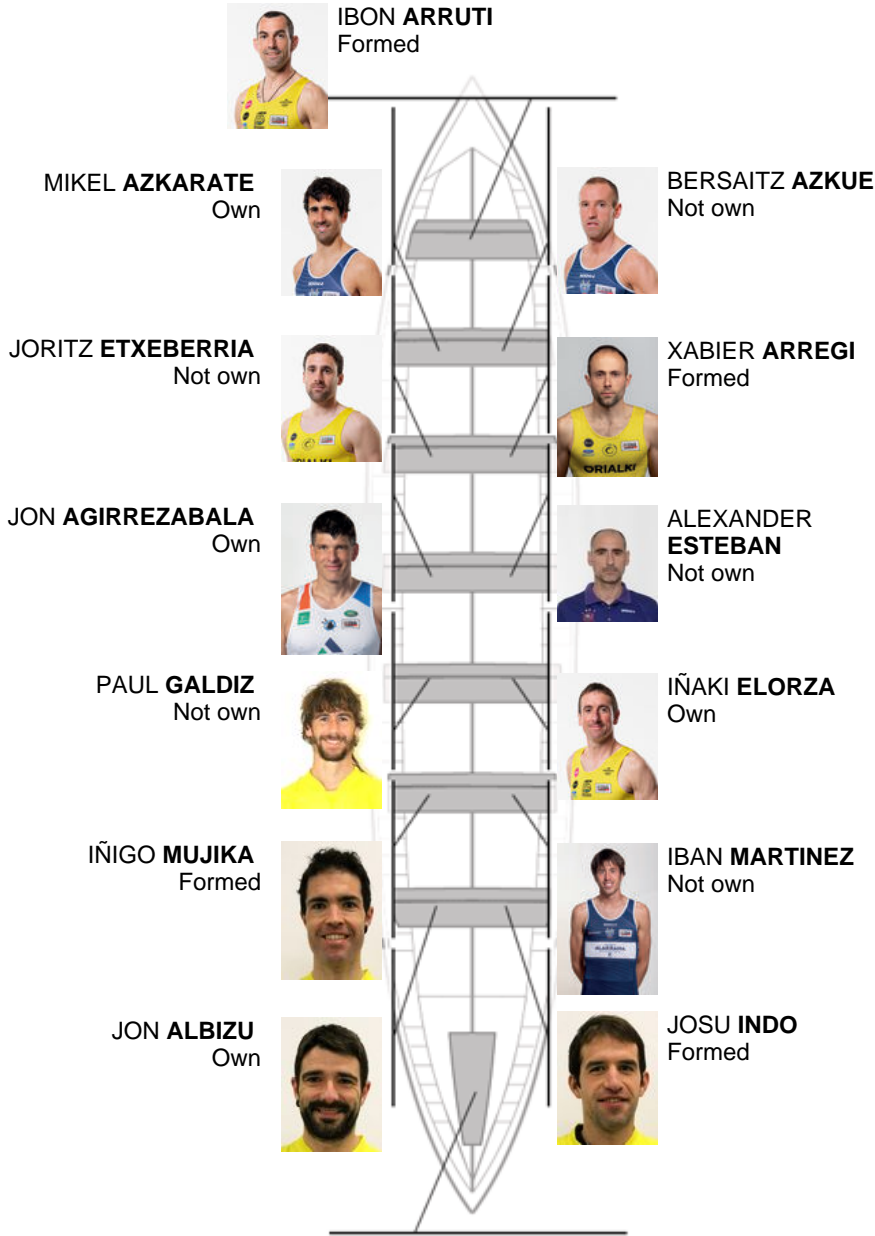 IBON ARRUTI
Formed
MIKEL AZKARATE
Own
BERSAITZ AZKUE
Not own
JORITZ ETXEBERRIA
Not own
XABIER ARREGI
Formed
ORIALKI
JON AGIRREZABALA
Own
ALEXANDER
ESTEBAN
Not own
PAUL GALDIZ
Not own
IÑAKI ELORZA
Own
IÑIGO MUJIKA
Formed
IBAN MARTINEZ
Not own
JON ALBIZU
Own
JOSU INDO
Formed